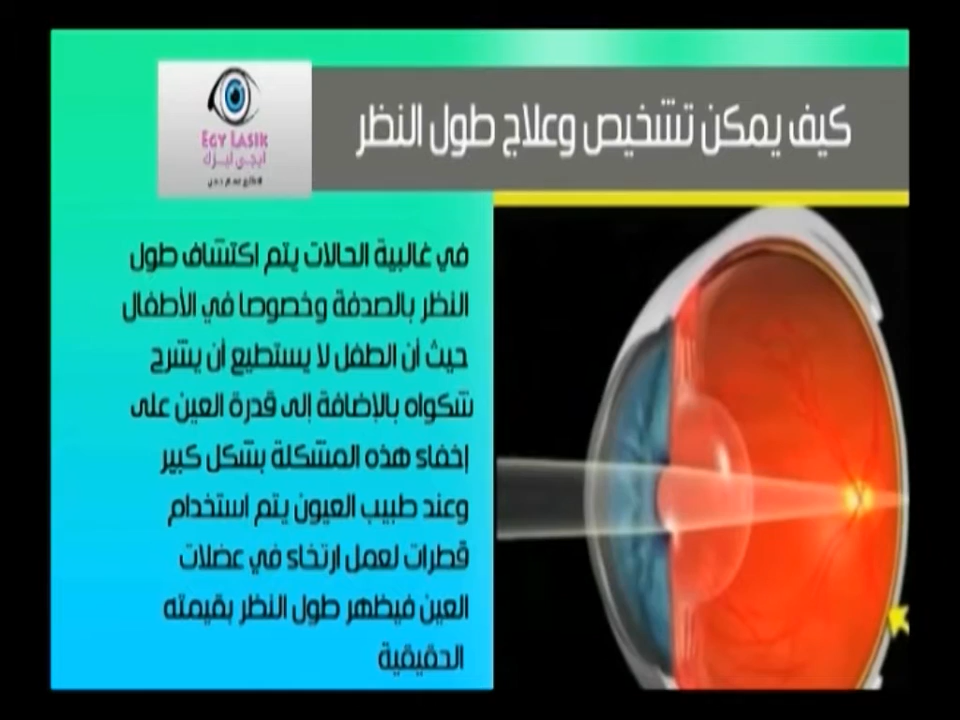 كيف يمكن تشخيص وعلاج طول النظر
EGY LASIK
ايجي ليزك
في غالبية الحالات يتم اكتشاف طول
النظر بالصدفة وخصوصا في الأطفال
حيث أن الطفل لا يستطيع أن يشرح
شكواه بالإضافة إلى قدرة العين على
إخفاء هذه المشكلة بشكل كبير
وعند طبيب العيون يتم استخدام
قطرات لعمل ارتخاء في عضلات
العين فيظهر طول النظر بقيمته
الحقيقية